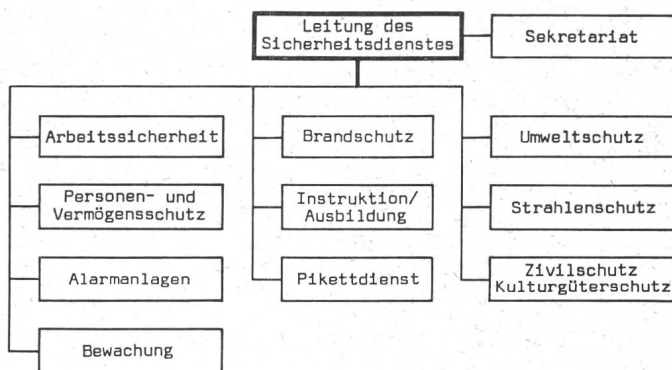 Leitung des
Sicherheitsdienstes
Sekretariat
Arbeitssicherheit
Brandschutz
Umweltschutz
Personen- und
Vermögensschutz
Instruktion/
Ausbildung
Strahlenschutz
Alarmanlagen
Pikettdienst
Zivilschutz
Kulturgüterschutz
Bewachung